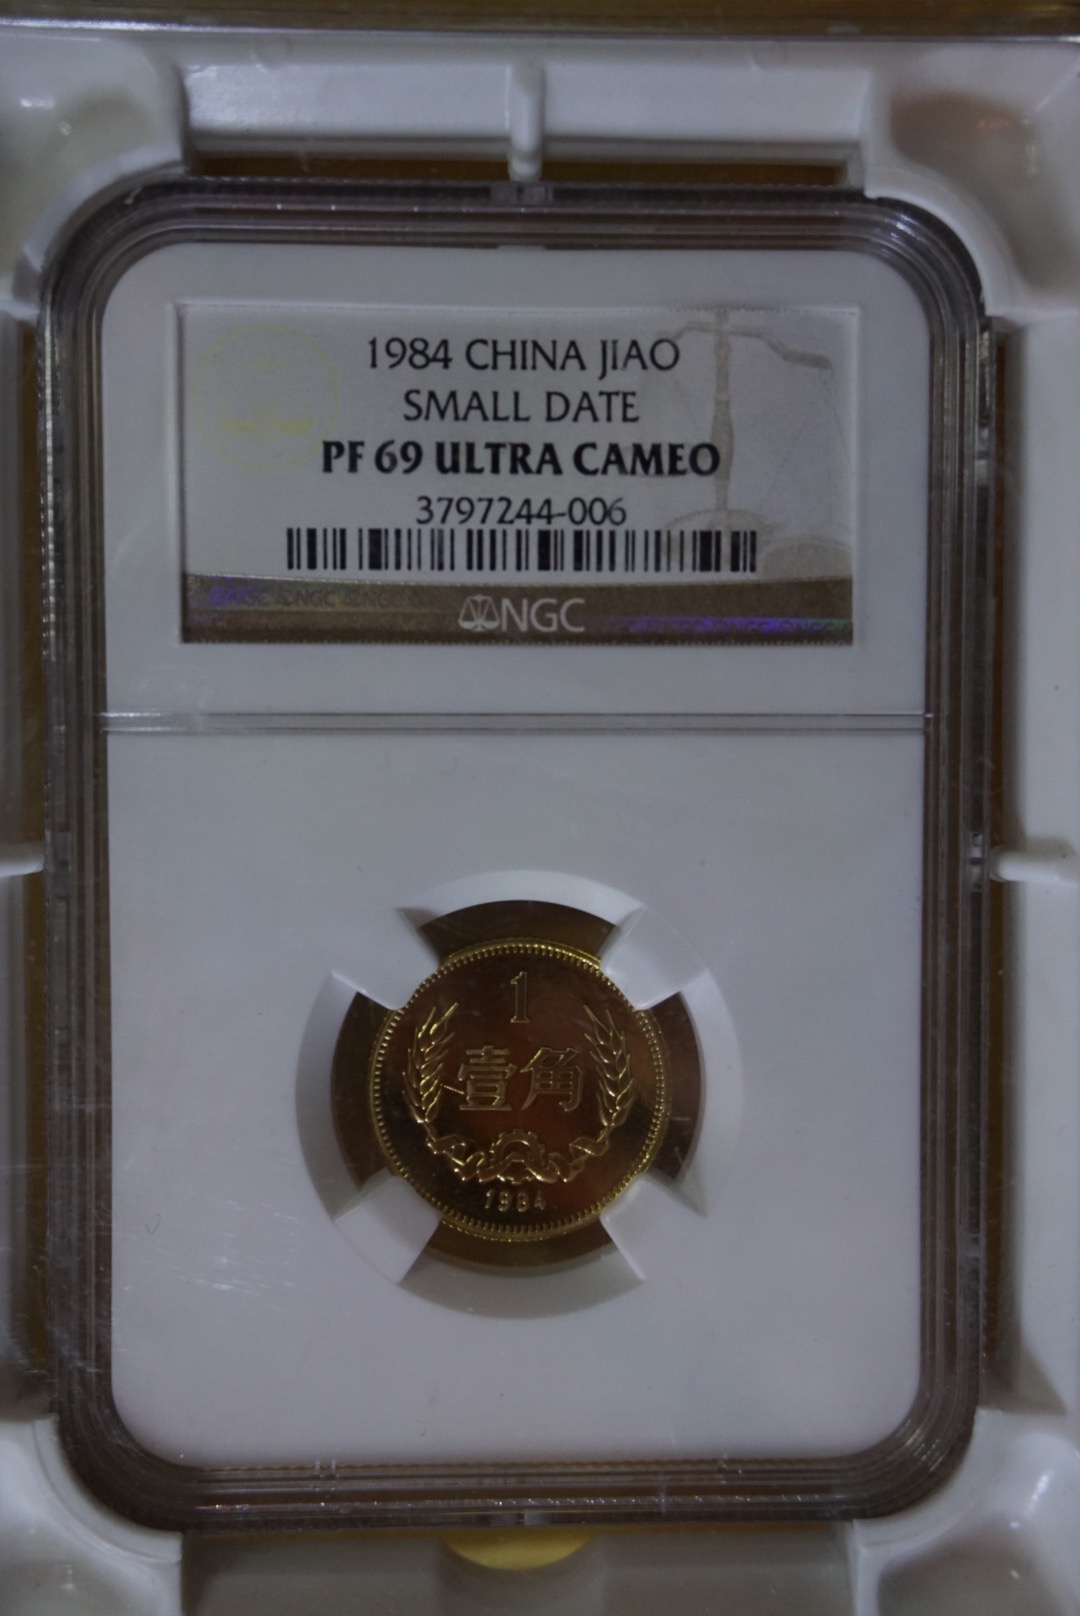 1984 CHINA JIAO
SMALL DATE
PF 69 ULTRA CAMEO
3797244-006
NGC
1
壹角
1984